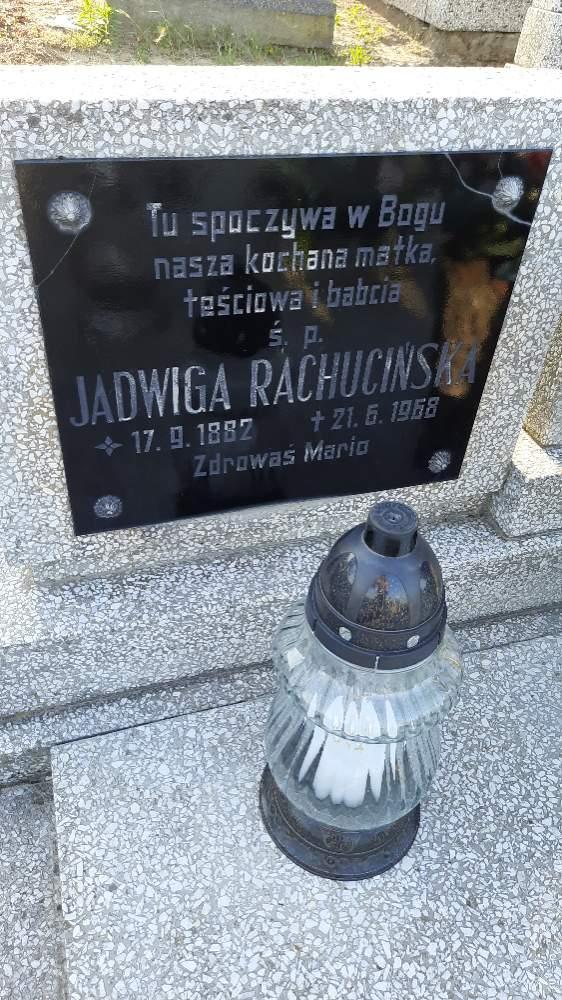 Tu spoczywa w Bogu
nasza kochana matka,
teściowa i babcia
ś. p.
JADWIGA RACHUCIŃSKA
17. 9. 1882 † 21. 6. 1968
Zdrowaś Mario